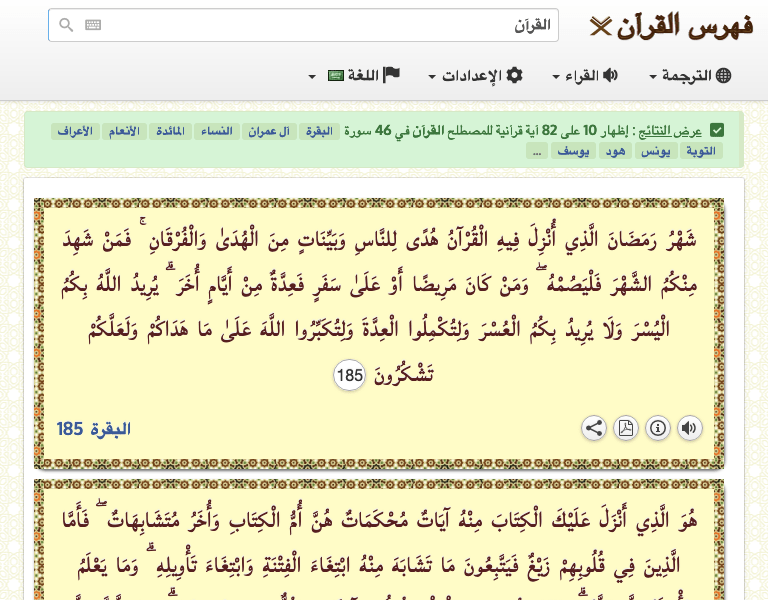 فهرس القرآن
القرآن
الترجمة
القراء
الإعدادات
اللغة
عرض النتائج : إظهار 10 على 82 آية قرآنية للمصطلح القرآن في 46 سورة البقرة آل عمران النساء المائدة الأنعام الأعراف
التوبة يونس هود يوسف ...
شَهْرُ رَمَضَانَ الَّذِي أُنْزِلَ فِيهِ الْقُرْآنُ هُدًى لِلنَّاسِ وَبَيِّنَاتٍ مِنَ الْهُدَىٰ وَالْفُرْقَانِ ۚ فَمَنْ شَهِدَ
مِنْكُمُ الشَّهْرَ فَلْيَصُمْهُ ۖ وَمَنْ كَانَ مَرِيضًا أَوْ عَلَىٰ سَفَرٍ فَعِدَّةٌ مِنْ أَيَّامٍ أُخَرَ ۗ يُرِيدُ اللَّهُ بِكُمُ
الْيُسْرَ وَلَا يُرِيدُ بِكُمُ الْعُسْرَ وَلِتُكْمِلُوا الْعِدَّةَ وَلِتُكَبِّرُوا اللَّهَ عَلَىٰ مَا هَدَاكُمْ وَلَعَلَّكُمْ
تَشْكُرُونَ 185
البقرة 185
هُوَ الَّذِي أَنْزَلَ عَلَيْكَ الْكِتَابَ مِنْهُ آيَاتٌ مُحْكَمَاتٌ هُنَّ أُمُّ الْكِتَابِ وَأُخَرُ مُتَشَابِهَاتٌ ۖ فَأَمَّا
الَّذِينَ فِي قُلُوبِهِمْ زَيْغٌ فَيَتَّبِعُونَ مَا تَشَابَهَ مِنْهُ ابْتِغَاءَ الْفِتْنَةِ وَابْتِغَاءَ تَأْوِيلِهِ ۗ وَمَا يَعْلَمُ